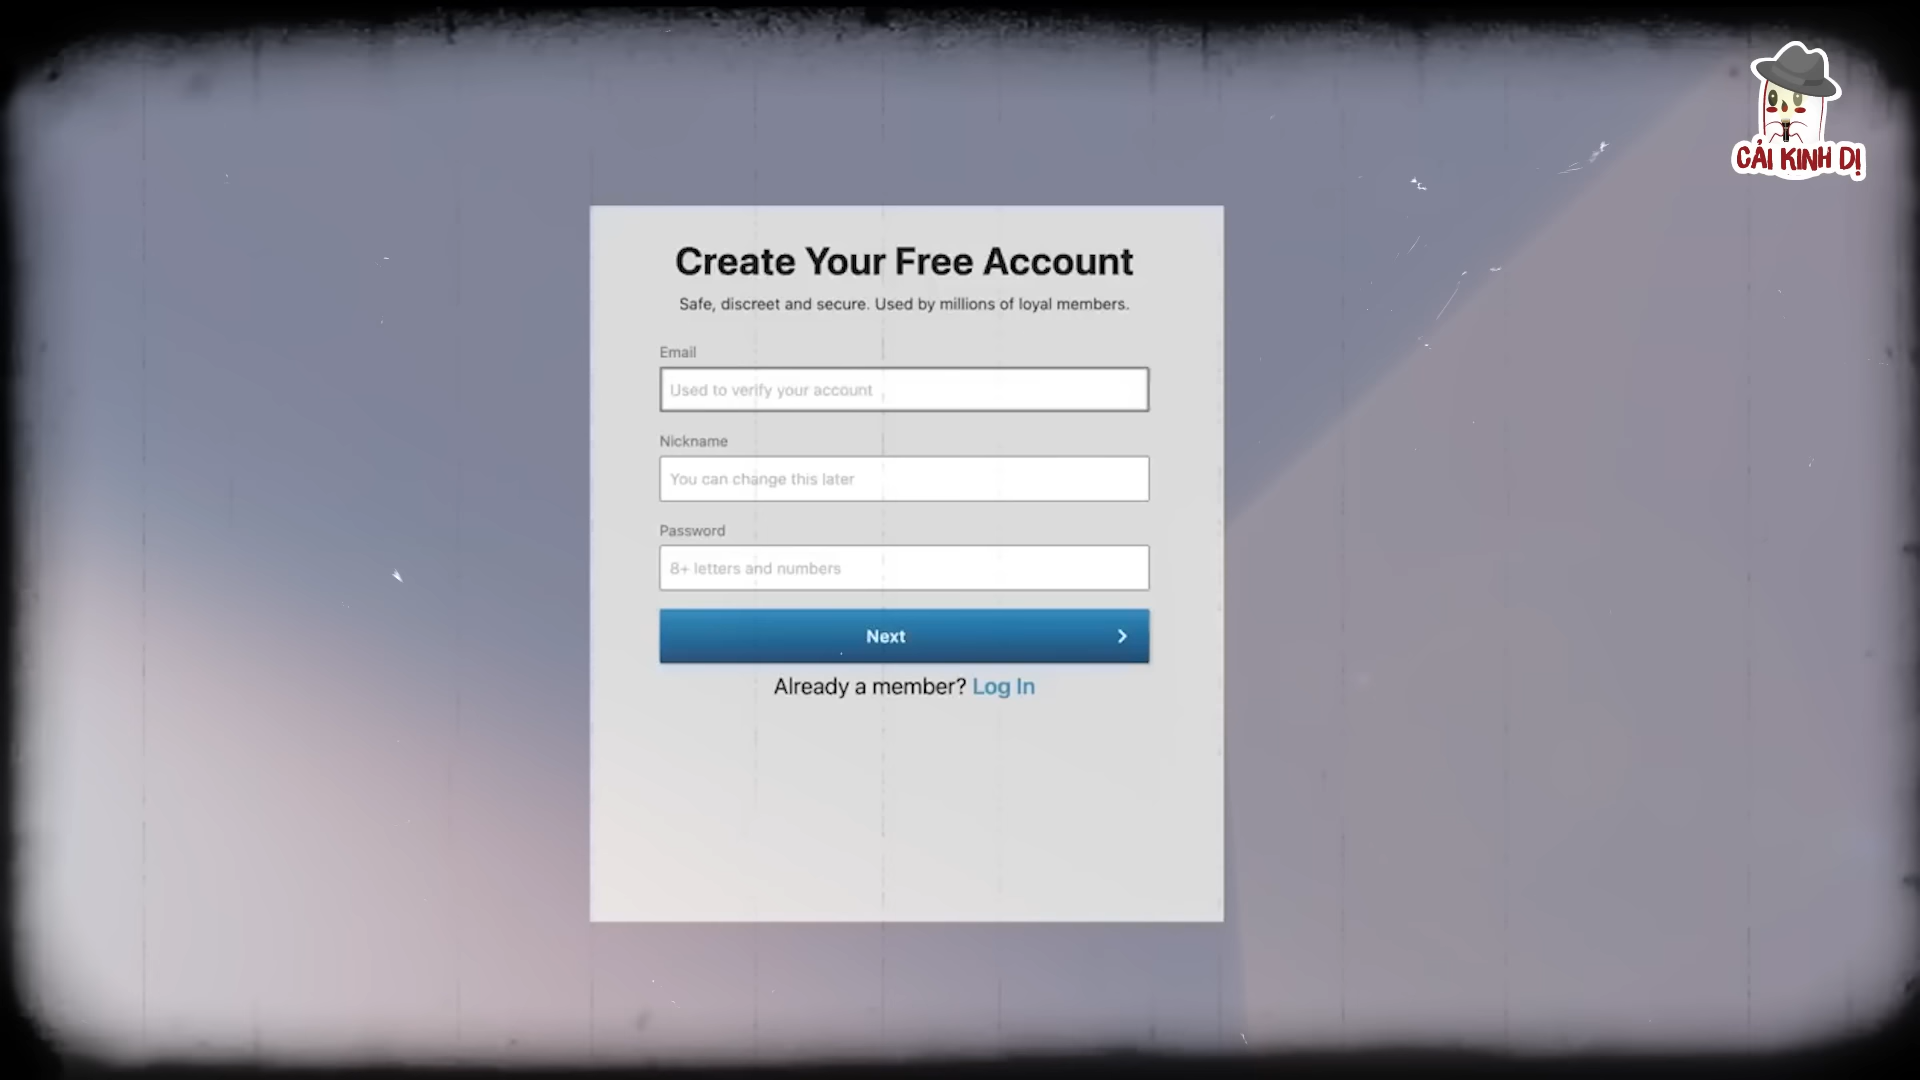 CẢI KINH DỊ
Create Your Free Account
Safe, discreet and secure. Used by millions of loyal members.
Email
Used to verify your account
Nickname
You can change this later
Password
8+ letters and numbers
Next
Already a member? Log In